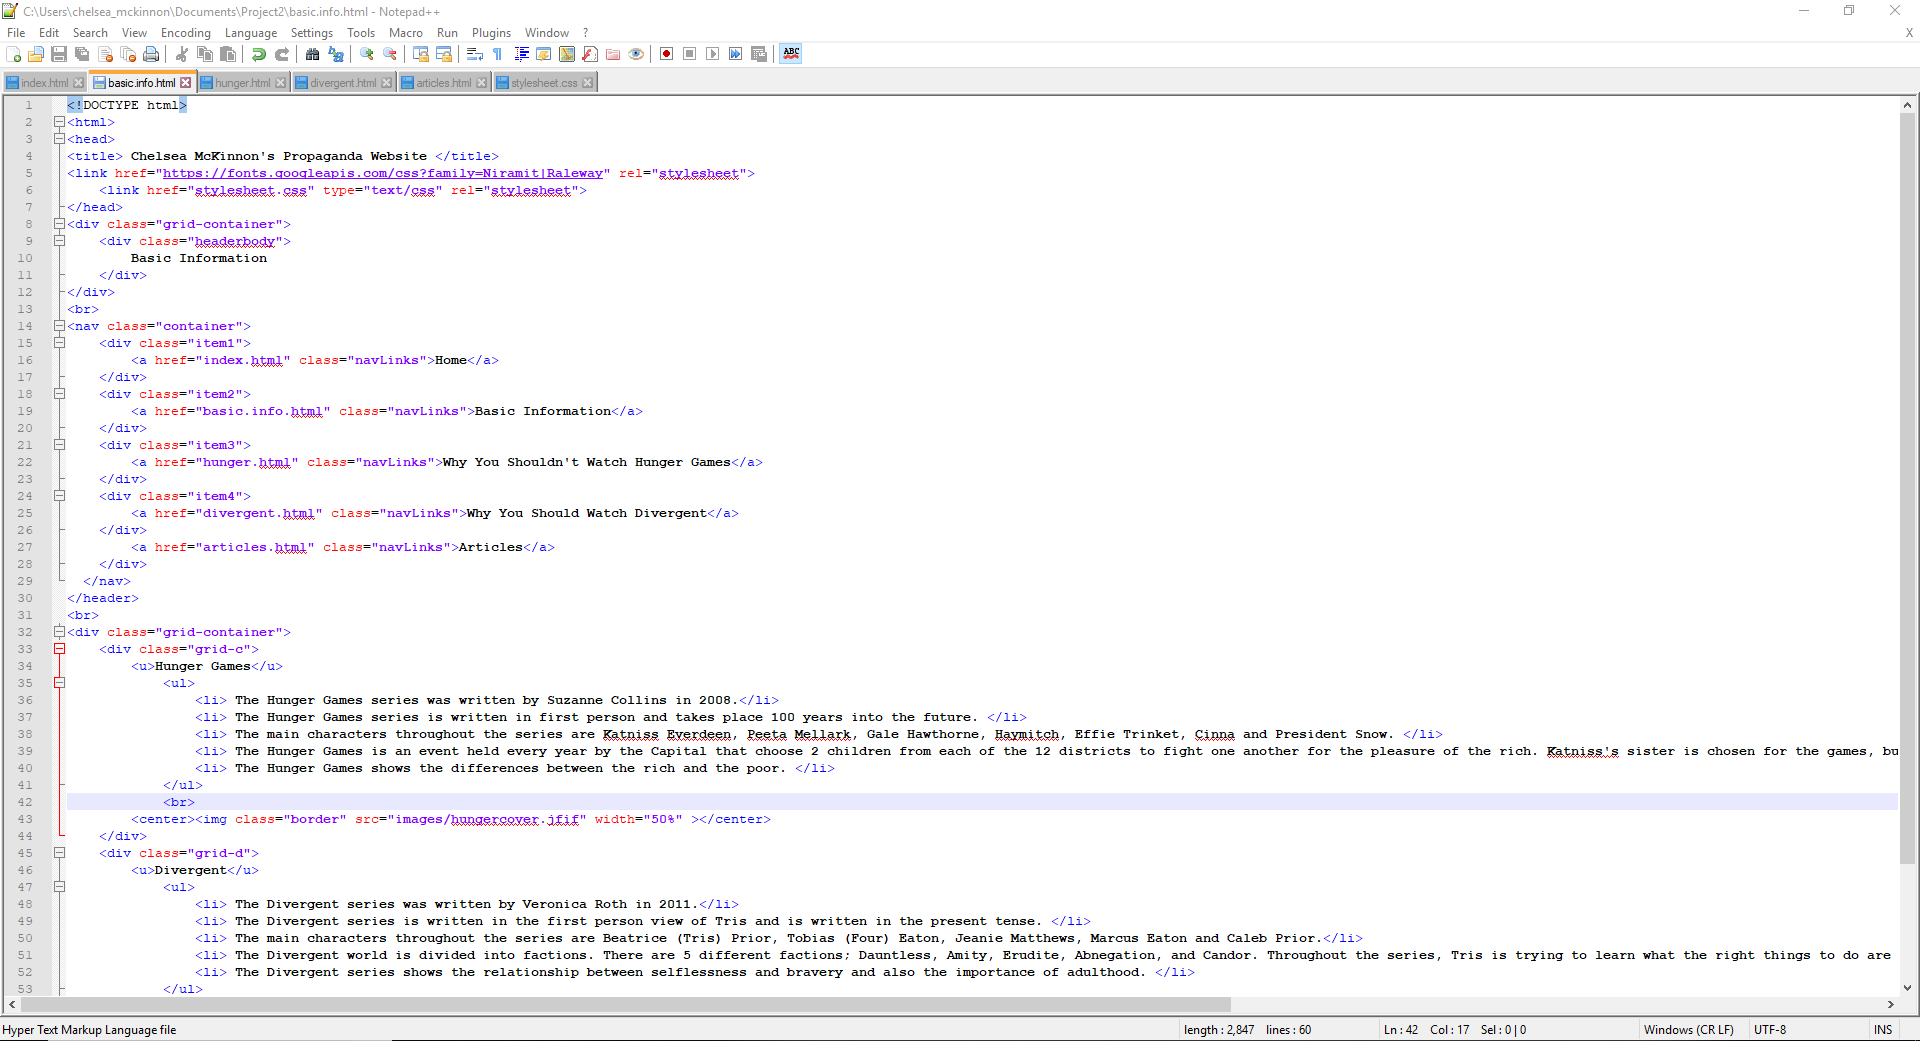 C:\Users\chelsea_mckinnon\Documents\Project2\basic.info.html - Notepad++
File Edit Search View Encoding Language Settings Tools Macro Run Plugins Window ? X
ABC
index.html basic.info.html hunger.html divergent.html articles.html stylesheet.css
1 <!DOCTYPE html>
2 <html>
3 <head>
4 <title> Chelsea McKinnon's Propaganda Website </title>
5 <link href="https://fonts.googleapis.com/css?family=Niramit|Raleway" rel="stylesheet">
6 <link href="stylesheet.css" type="text/css" rel="stylesheet">
7 </head>
8 <div class="grid-container">
9 <div class="headerbody">
10 Basic Information
11 </div>
12 </div>
13 <br>
14 <nav class="container">
15 <div class="item1">
16 <a href="index.html" class="navLinks">Home</a>
17 </div>
18 <div class="item2">
19 <a href="basic.info.html" class="navLinks">Basic Information</a>
20 </div>
21 <div class="item3">
22 <a href="hunger.html" class="navLinks">Why You Shouldn't Watch Hunger Games</a>
23 </div>
24 <div class="item4">
25 <a href="divergent.html" class="navLinks">Why You Should Watch Divergent</a>
26 </div>
27 <a href="articles.html" class="navLinks">Articles</a>
28 </div>
29 </nav>
30 </header>
31 <br>
32 <div class="grid-container">
33 <div class="grid-c">
34 <u>Hunger Games</u>
35 <ul>
36 <li> The Hunger Games series was written by Suzanne Collins in 2008.</li>
37 <li> The Hunger Games series is written in first person and takes place 100 years into the future. </li>
38 <li> The main characters throughout the series are Katniss Everdeen, Peeta Mellark, Gale Hawthorne, Haymitch, Effie Trinket, Cinna and President Snow. </li>
39 <li> The Hunger Games is an event held every year by the Capital that choose 2 children from each of the 12 districts to fight one another for the pleasure of the rich. Katniss's sister is chosen for the games, bu
40 <li> The Hunger Games shows the differences between the rich and the poor. </li>
41 </ul>
42 <br>
43 <center><img class="border" src="images/hungercover.jfif" width="50%" ></center>
44 </div>
45 <div class="grid-d">
46 <u>Divergent</u>
47 <ul>
48 <li> The Divergent series was written by Veronica Roth in 2011.</li>
49 <li> The Divergent series is written in the first person view of Tris and is written in the present tense. </li>
50 <li> The main characters throughout the series are Beatrice (Tris) Prior, Tobias (Four) Eaton, Jeanie Matthews, Marcus Eaton and Caleb Prior.</li>
51 <li> The Divergent world is divided into factions. There are 5 different factions; Dauntless, Amity, Erudite, Abnegation, and Candor. Throughout the series, Tris is trying to learn what the right things to do are
52 <li> The Divergent series shows the relationship between selflessness and bravery and also the importance of adulthood. </li>
53 </ul>
Hyper Text Markup Language file length : 2,847 lines : 60 Ln : 42 Col : 17 Sel : 0 | 0 Windows (CR LF) UTF-8 INS